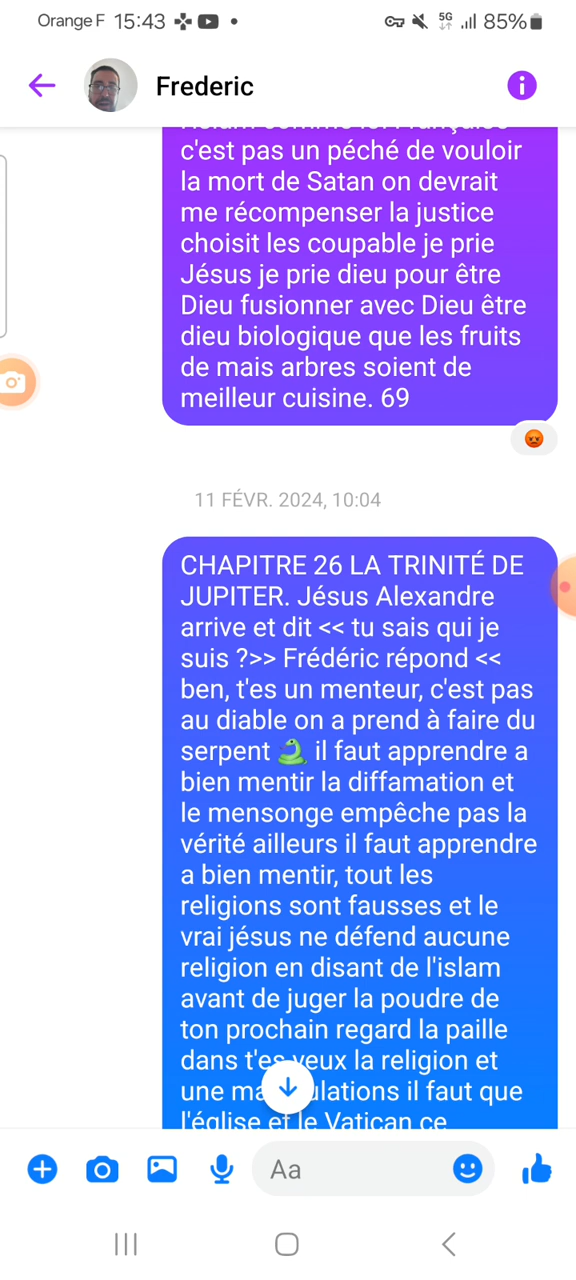 Orange F 15:43 5G 85%
Frederic
c'est pas un péché de vouloir
la mort de Satan on devrait
me récompenser la justice
choisit les coupable je prie
Jésus je prie dieu pour être
Dieu fusionner avec Dieu être
dieu biologique que les fruits
de mais arbres soient de
meilleur cuisine. 69
11 FÉVR. 2024, 10:04
CHAPITRE 26 LA TRINITÉ DE
JUPITER. Jésus Alexandre
arrive et dit << tu sais qui je
suis ?>> Frédéric répond <<
ben, t'es un menteur, c'est pas
au diable on a prend à faire du
serpent 🐍 il faut apprendre a
bien mentir la diffamation et
le mensonge empêche pas la
vérité ailleurs il faut apprendre
a bien mentir, tout les
religions sont fausses et le
vrai jésus ne défend aucune
religion en disant de l'islam
avant de juger la poudre de
ton prochain regard la paille
dans t'es yeux la religion et
une il faut que
l'église et le Vatican ce
Aa